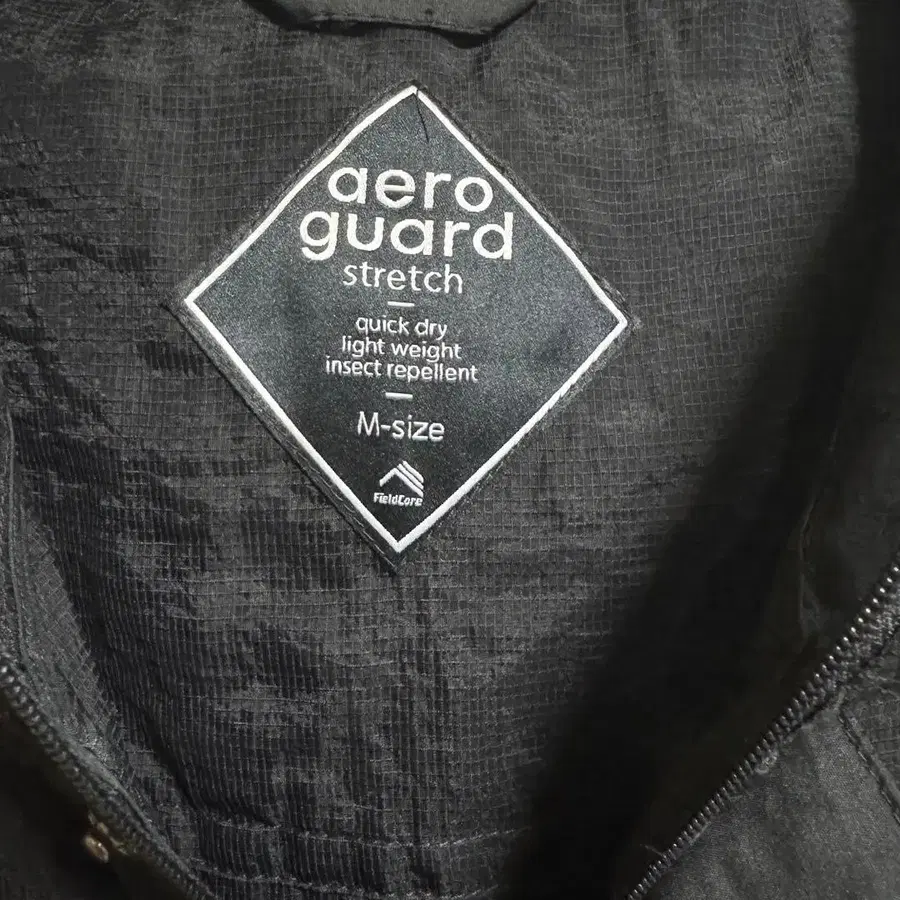 aero
guard
stretch
quick dry
light weight
insect repellent
M-size
FieldCore